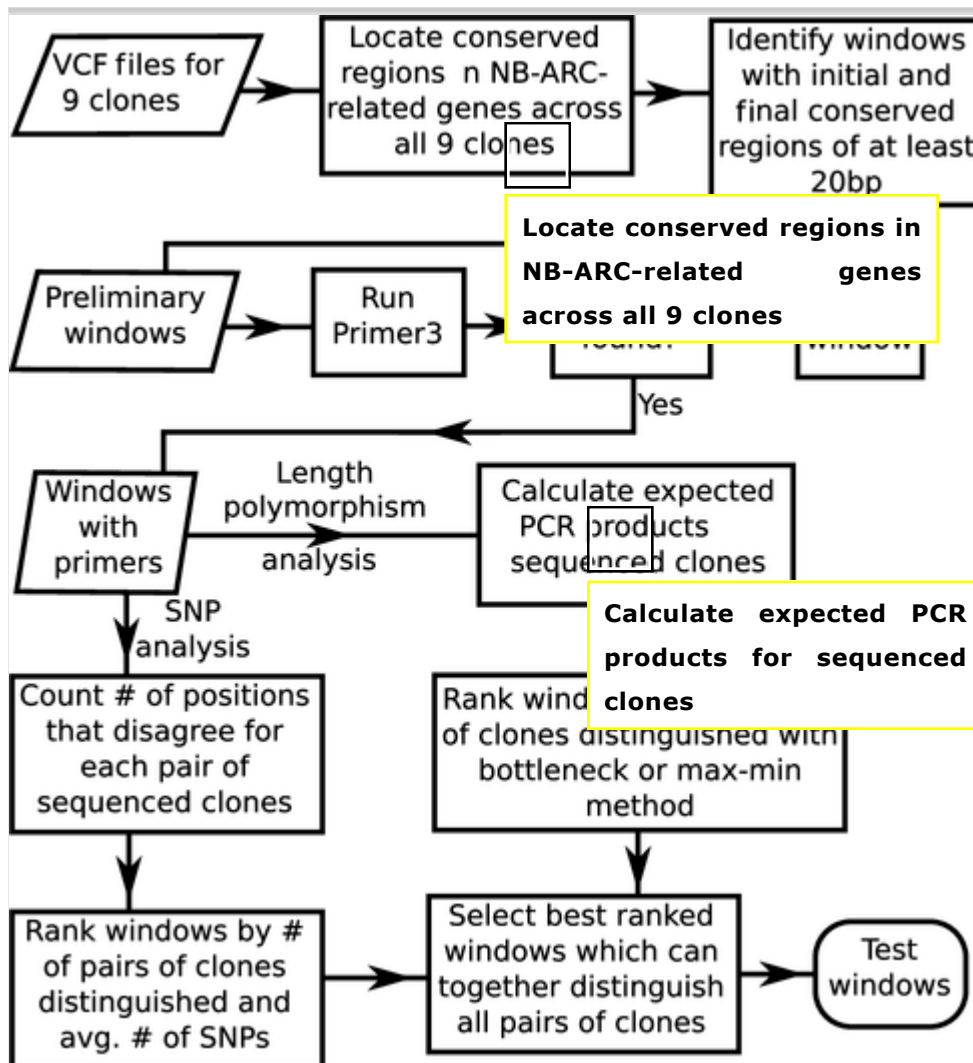 VCF files for
9 clones
Locate conserved
regions n NB-ARC-
related genes across
all 9 clones
Identify windows
with initial and
final conserved
regions of at least
20bp
Locate conserved regions in
NB-ARC-related genes
across all 9 clones
Preliminary
windows
Run
Primer3
found?
window
Yes
Windows
with
primers
Length
polymorphism
analysis
Calculate expected
PCR products
sequenced clones
Calculate expected PCR
products for sequenced
clones
SNP
analysis
Count # of positions
that disagree for
each pair of
sequenced clones
Rank
of clones distinguished with
bottleneck or max-min
method
Rank windows by #
of pairs of clones
distinguished and
avg. # of SNPs
Select best ranked
windows which can
together distinguish
all pairs of clones
Test
windows